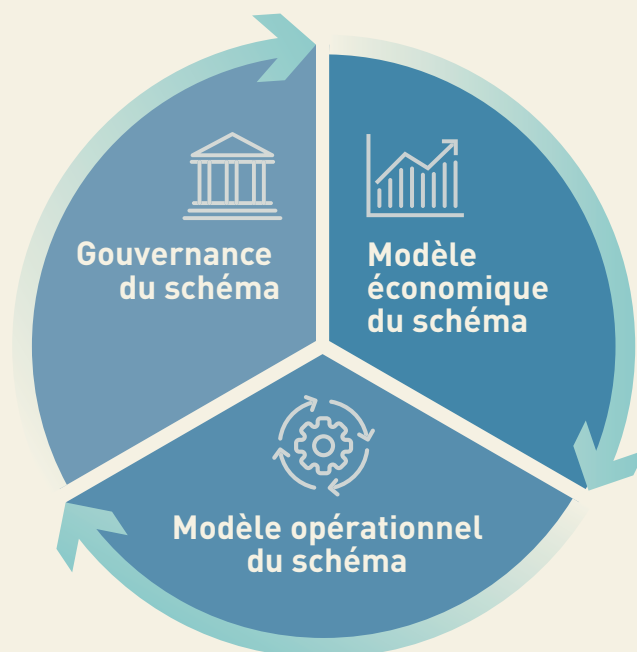 Gouvernance
du schéma
Modèle
économique
du schéma
Modèle opérationnel
du schéma